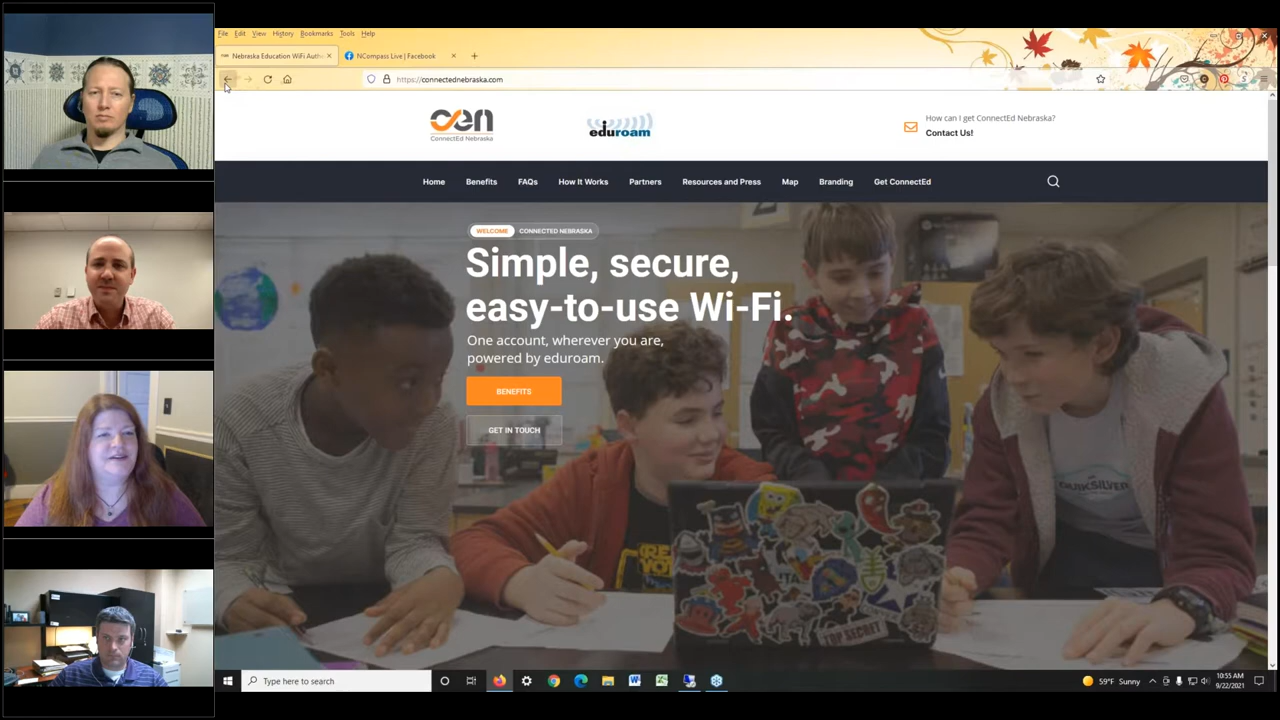 File Edit View History Bookmarks Tools Help
Nebraska Education WiFi Auth
NCompass Live | Facebook
https://connectednebraska.com
cen
ConnectEd Nebraska
eduroam
How can I get ConnectEd Nebraska?
Contact Us!
Home Benefits FAQs How It Works Partners Resources and Press Map Branding Get ConnectEd
WELCOME CONNECTED NEBRASKA
Simple, secure,
easy-to-use Wi-Fi.
One account, wherever you are,
powered by eduroam.
BENEFITS
GET IN TOUCH
QUIKSILVER
TOP SECRET
Type here to search
59°F Sunny
10:55 AM
9/22/2021